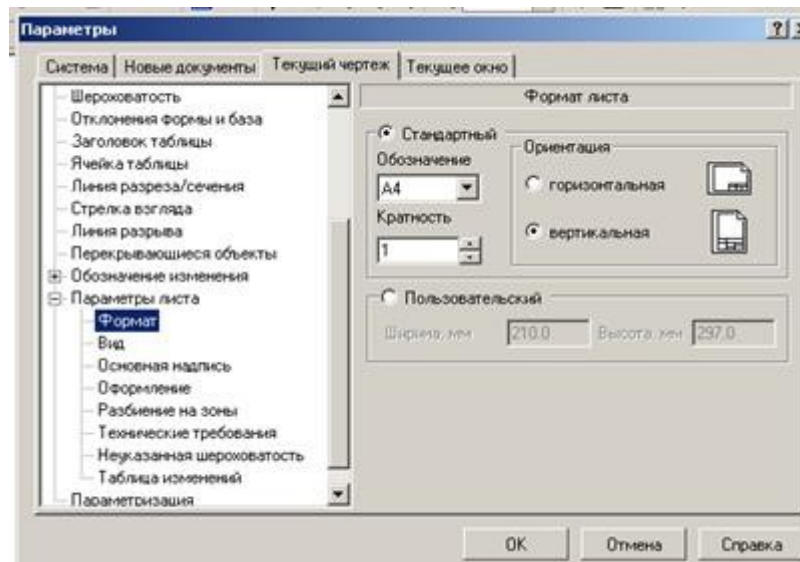 Параметры
Система Новые документы Текущий чертеж Текущее окно
Шероховатость
Отклонения формы и база
Заголовок таблицы
Ячейка таблицы
Линия разреза/сечения
Стрелка взгляда
Линия разрыва
Перекрывающиеся объекты
Обозначение изменения
Параметры листа
Формат
Вид
Основная надпись
Оформление
Разбиение на зоны
Технические требования
Неуказанная шероховатость
Таблица изменений
Параметризация
Формат листа
Стандартный
Обозначение
A4
Кратность
1
Ориентация
горизонтальная
вертикальная
Пользовательский
Ширина, мм 210.0 Высота, мм 297.0
OK Отмена Справка